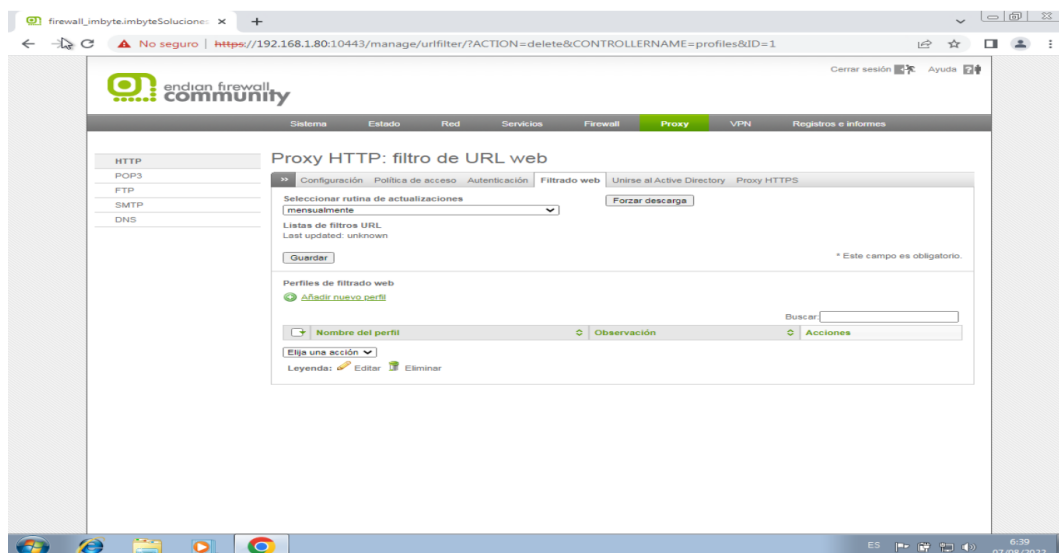 firewall_imbyte.imbyteSolucione
No seguro | https://192.168.1.80:10443/manage/urlfilter/?ACTION=delete&CONTROLLERNAME=profiles&ID=1
Cerrar sesión Ayuda
endian firewall
community
Sistema Estado Red Servicios Firewall Proxy VPN Registros e informes
HTTP
POP3
FTP
SMTP
DNS
Proxy HTTP: filtro de URL web
>> Configuración Política de acceso Autenticación Filtrado web Unirse al Active Directory Proxy HTTPS
Seleccionar rutina de actualizaciones
mensualmente
Forzar descarga
Listas de filtros URL
Last updated: unknown
Guardar
* Este campo es obligatorio.
Perfiles de filtrado web
Añadir nuevo perfil
Buscar:
Nombre del perfil Observación Acciones
Elija una acción
Leyenda: Editar Eliminar
ES
6:39
07/08/2022